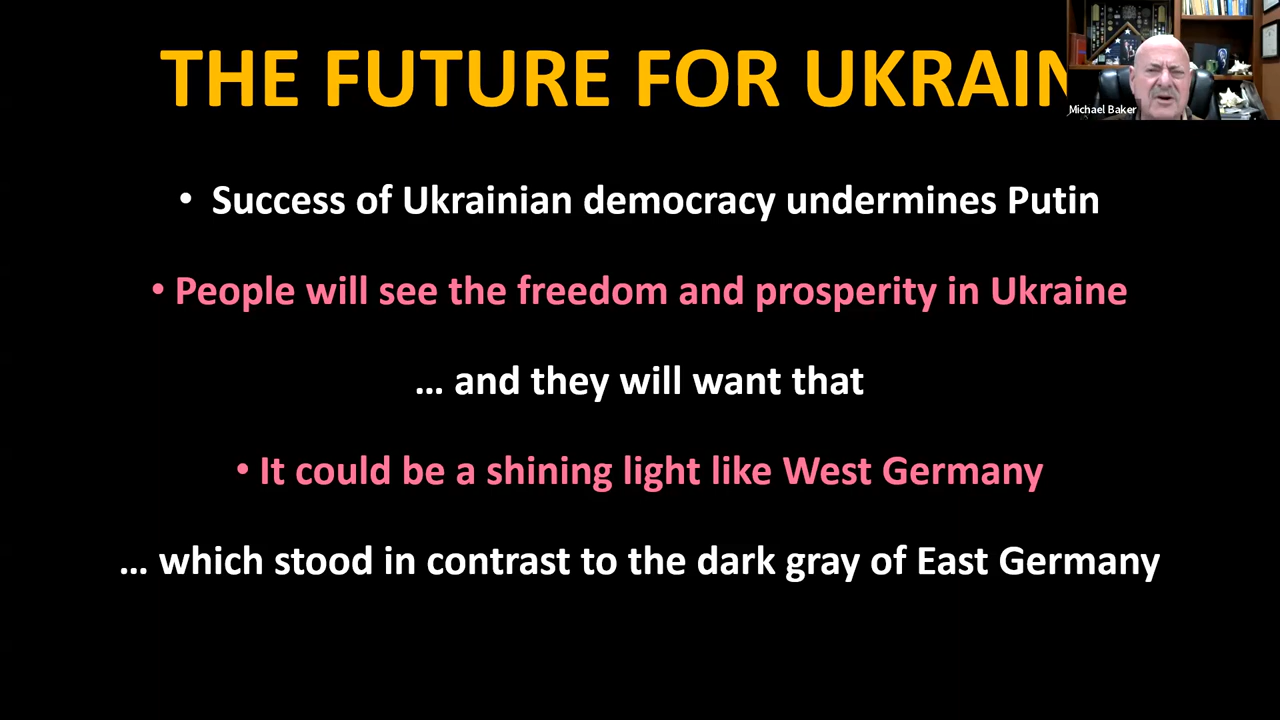 THE FUTURE FOR UKRAIN
Michael Baker
• Success of Ukrainian democracy undermines Putin
• People will see the freedom and prosperity in Ukraine
… and they will want that
• It could be a shining light like West Germany
… which stood in contrast to the dark gray of East Germany